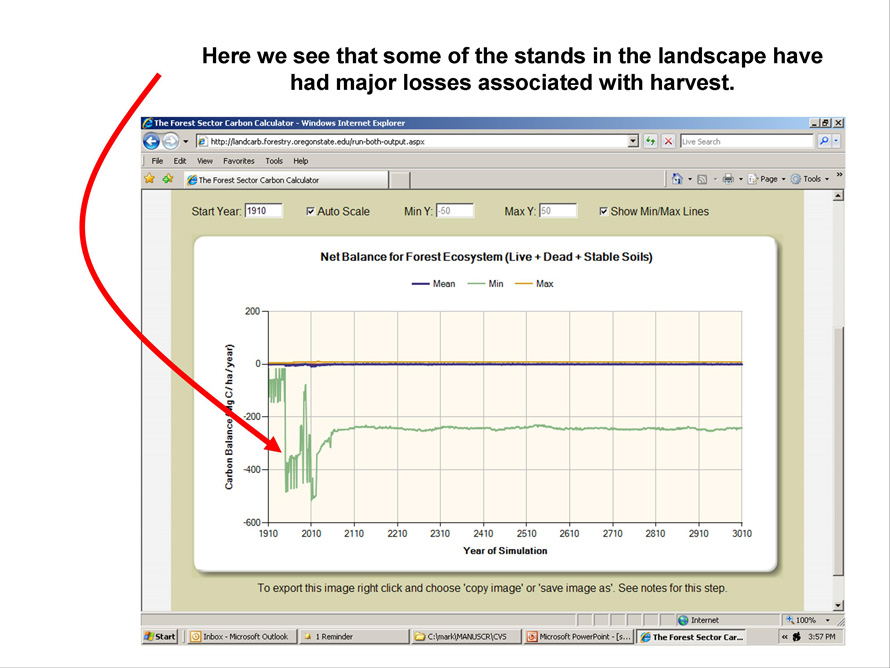 Here we see that some of the stands in the landscape have
had major losses associated with harvest.
The Forest Sector Carbon Calculator - Windows Internet Explorer
http://landcarb.forestry.oregonstate.edu/run-both-output.aspx
Live Search
File Edit View Favorites Tools Help
The Forest Sector Carbon Calculator
Page Tools »
Start Year: 1910 Auto Scale Min Y: -50 Max Y: 50 Show Min/Max Lines
Net Balance for Forest Ecosystem (Live + Dead + Stable Soils)
Mean Min Max
Carbon Balance (Mg C/ ha/ year)
200
0
-200
-400
-600
1910 2010 2110 2210 2310 2410 2510 2610 2710 2810 2910 3010
Year of Simulation
To export this image right click and choose 'copy image' or 'save image as'. See notes for this step.
Internet 100%
Start Inbox - Microsoft Outlook 1 Reminder C:\mark\MANUSCR\CVS Microsoft PowerPoint - [s... The Forest Sector Car... « 3:57 PM